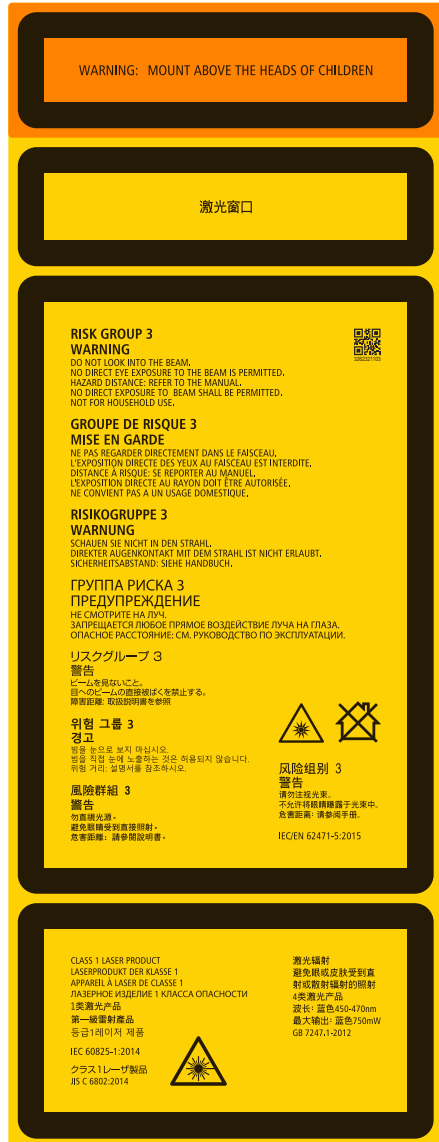 WARNING: MOUNT ABOVE THE HEADS OF CHILDREN
激光窗口
RISK GROUP 3
WARNING
DO NOT LOOK INTO THE BEAM.
NO DIRECT EYE EXPOSURE TO THE BEAM IS PERMITTED.
HAZARD DISTANCE: REFER TO THE MANUAL.
NO DIRECT EXPOSURE TO BEAM SHALL BE PERMITTED.
NOT FOR HOUSEHOLD USE.
3262321103
GROUPE DE RISQUE 3
MISE EN GARDE
NE PAS REGARDER DIRECTEMENT DANS LE FAISCEAU.
L'EXPOSITION DIRECTE DES YEUX AU FAISCEAU EST INTERDITE.
DISTANCE À RISQUE: SE REPORTER AU MANUEL.
L'EXPOSITION DIRECTE AU RAYON DOIT ÊTRE AUTORISÉE.
NE CONVIENT PAS A UN USAGE DOMESTIQUE.
RISIKOGRUPPE 3
WARNUNG
SCHAUEN SIE NICHT IN DEN STRAHL.
DIREKTER AUGENKONTAKT MIT DEM STRAHL IST NICHT ERLAUBT.
SICHERHEITSABSTAND: SIEHE HANDBUCH.
ГРУППА РИСКА 3
ПРЕДУПРЕЖДЕНИЕ
НЕ СМОТРИТЕ НА ЛУЧ.
ЗАПРЕЩАЕТСЯ ЛЮБОЕ ПРЯМОЕ ВОЗДЕЙСТВИЕ ЛУЧА НА ГЛАЗА.
ОПАСНОЕ РАССТОЯНИЕ: СМ. РУКОВОДСТВО ПО ЭКСПЛУАТАЦИИ.
リスクグループ 3
警告
ビームを見ないこと。
目へのビームの直接被ばくを禁止する。
障害距離: 取扱説明書を参照
위험 그룹 3
경고
빔을 눈으로 보지 마십시오.
빔을 직접 눈에 노출하는 것은 허용되지 않습니다.
위험 거리: 설명서를 참조하시오.
風險群組 3
警告
勿直視光源。
避免眼睛受到直接照射。
危害距離: 請參閱說明書。
风险组别 3
警告
请勿注视光束。
不允许将眼睛曝露于光束中。
危害距离: 请参阅手册。
IEC/EN 62471-5:2015
CLASS 1 LASER PRODUCT
LASERPRODUKT DER KLASSE 1
APPAREIL À LASER DE CLASSE 1
ЛАЗЕРНОЕ ИЗДЕЛИЕ 1 КЛАССА ОПАСНОСТИ
1类激光产品
第一級雷射產品
등급1레이저 제품
IEC 60825-1:2014
クラス1レーザ製品
JIS C 6802:2014
激光辐射
避免眼或皮肤受到直
射或散射辐射的照射
4类激光产品
波长: 蓝色450-470nm
最大输出: 蓝色750mW
GB 7247.1-2012